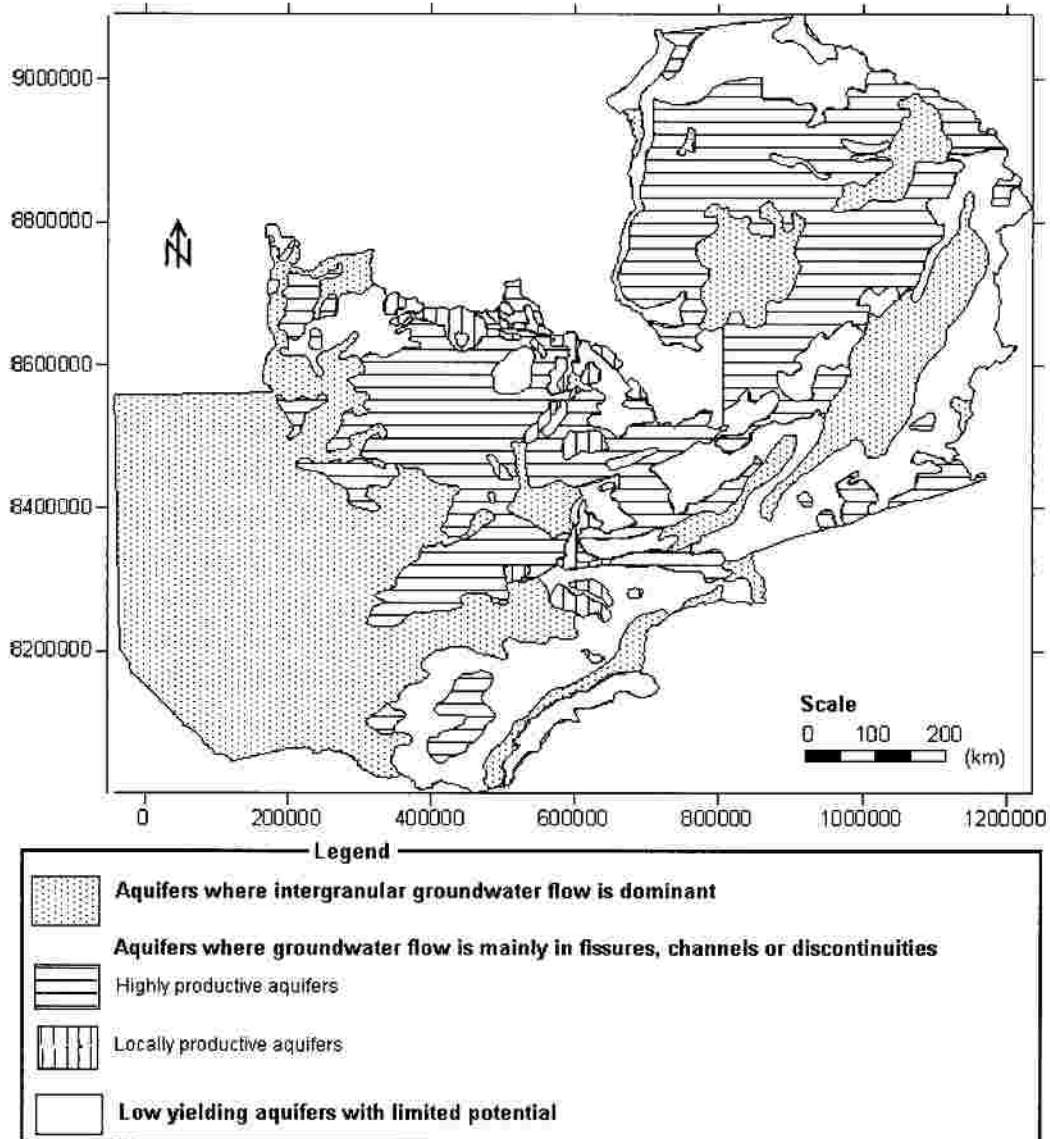 9000000
8800000
8600000
8400000
8200000
N
Scale
0 100 200
(km)
0 200000 400000 600000 800000 1000000 1200000
Legend
Aquifers where intergranular groundwater flow is dominant
Aquifers where groundwater flow is mainly in fissures, channels or discontinuities
Highly productive aquifers
Locally productive aquifers
Low yielding aquifers with limited potential